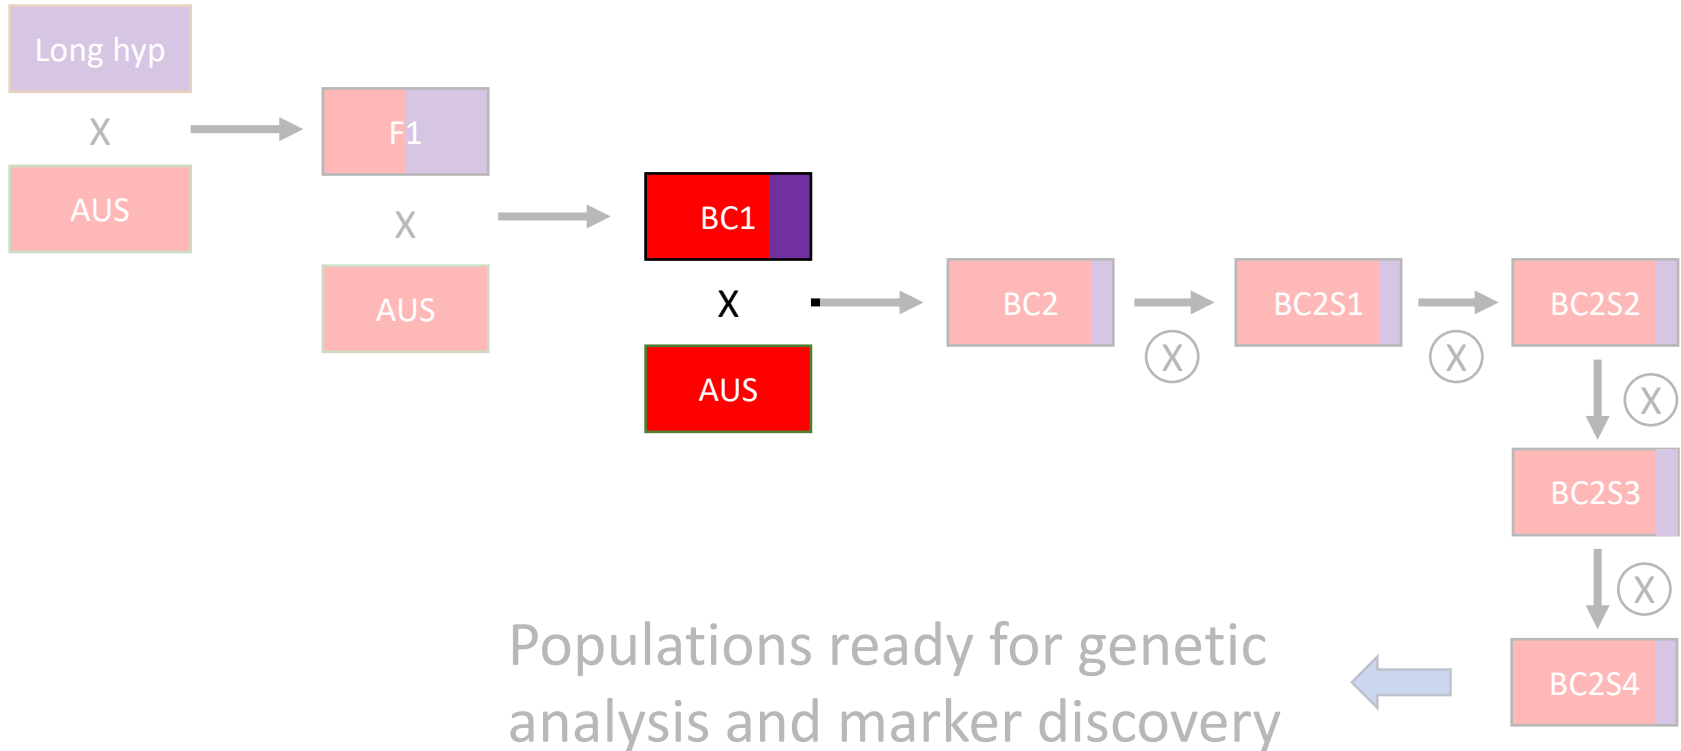 Long hyp
X
AUS
F1
X
AUS
BC1
X
AUS
BC2
X
BC2S1
X
BC2S2
X
BC2S3
X
BC2S4
Populations ready for genetic
analysis and marker discovery